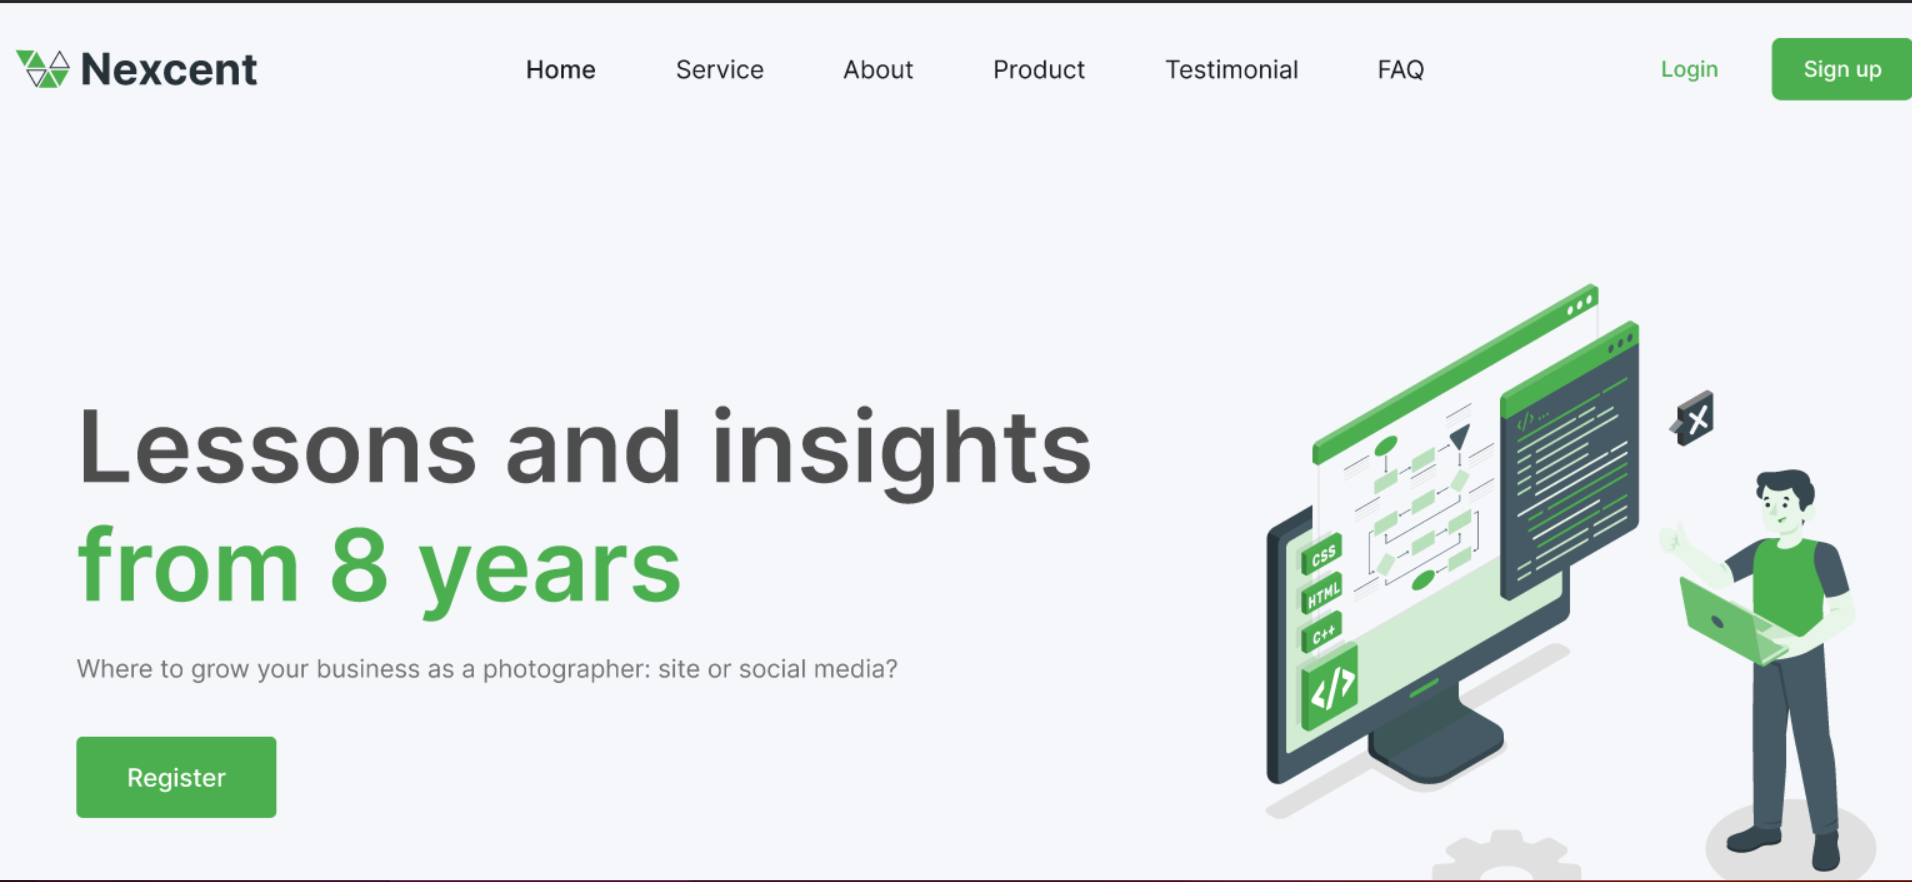 Nexcent
Home Service About Product Testimonial FAQ
Login Sign up
Lessons and insights
from 8 years
Where to grow your business as a photographer: site or social media?
Register
CSS
HTML
C++
</>
</...
X